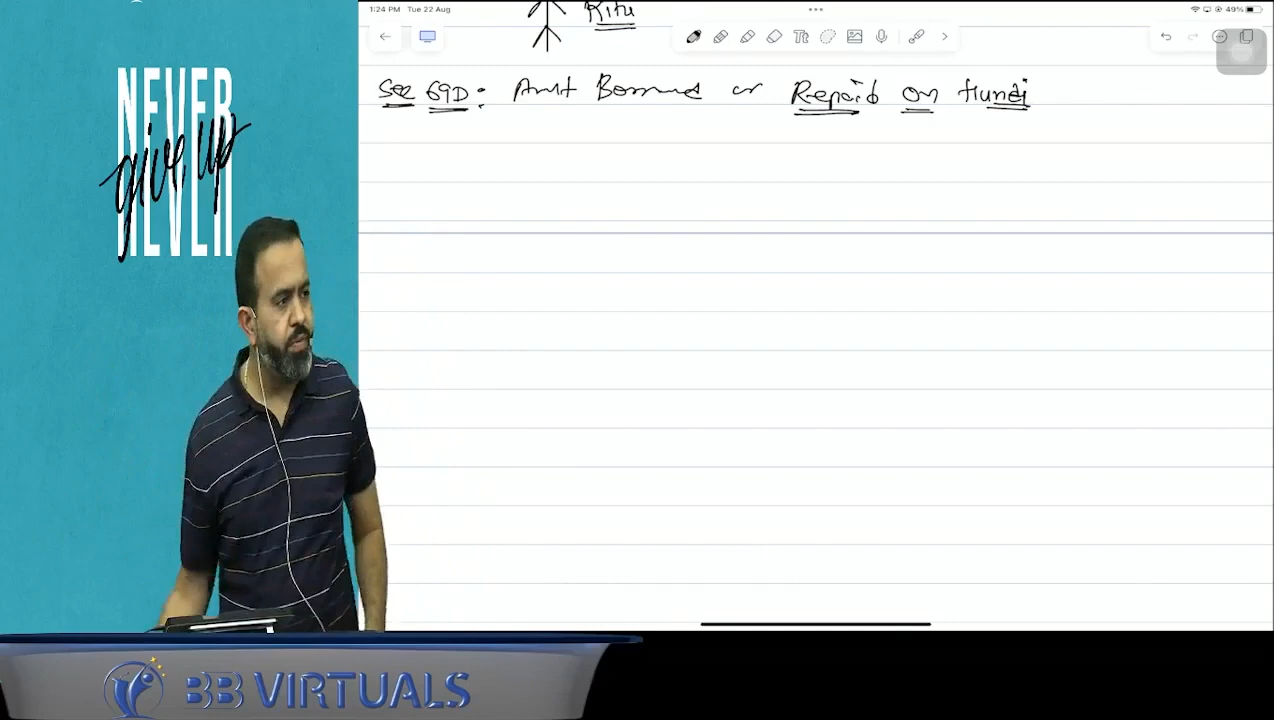 1:24 PM Tue 22 Aug
49%
Ritu
NEVER
give up
NEVER
Sec 69D: Amt Borrowed or Repaid on Hundi
BB VIRTUALS